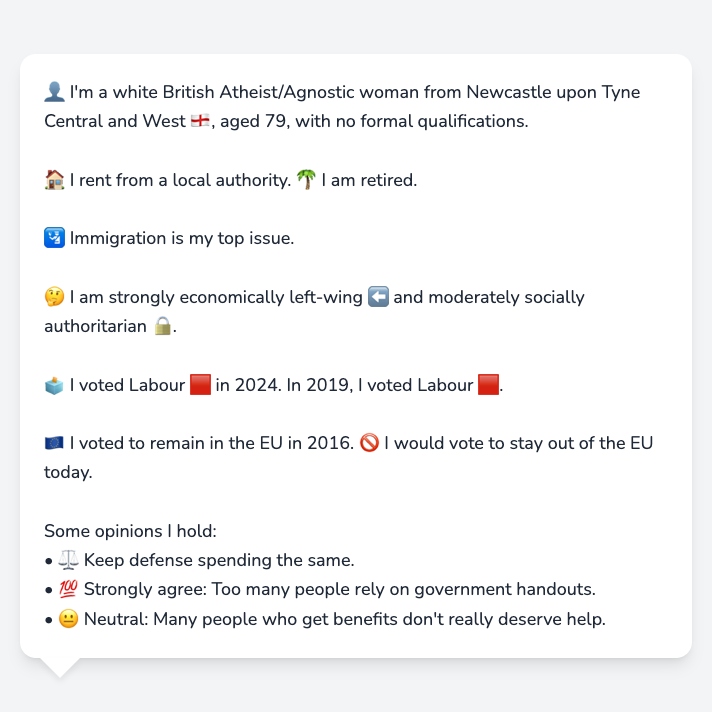 👤 I'm a white British Atheist/Agnostic woman from Newcastle upon Tyne
Central and West 🏴󠁧󠁢󠁥󠁮󠁧󠁿, aged 79, with no formal qualifications.
🏠 I rent from a local authority. 🌴 I am retired.
🛂 Immigration is my top issue.
🤔 I am strongly economically left-wing ⬅️ and moderately socially
authoritarian 🔒.
🗳️ I voted Labour 🟥 in 2024. In 2019, I voted Labour 🟥.
🇪🇺 I voted to remain in the EU in 2016. 🚫 I would vote to stay out of the EU
today.
Some opinions I hold:
• ⚖️ Keep defense spending the same.
• 💯 Strongly agree: Too many people rely on government handouts.
• 😐 Neutral: Many people who get benefits don't really deserve help.